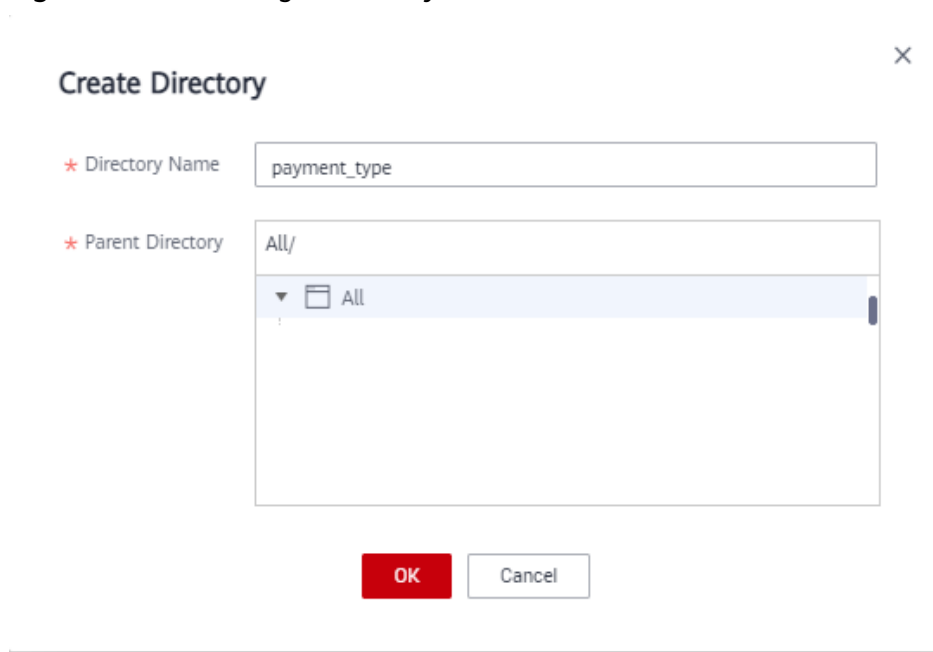 Create Directory
* Directory Name
payment_type
* Parent Directory
All/
All
OK
Cancel